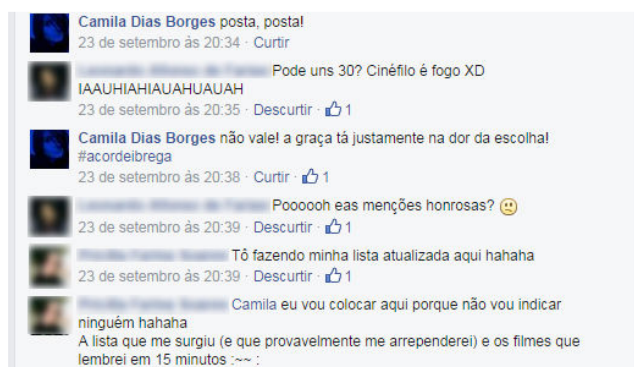 Camila Dias Borges posta, posta!
23 de setembro às 20:34 · Curtir
Pode uns 30? Cinéfilo é fogo XD
IAAUHIAHIAUAHUAUAH
23 de setembro às 20:35 · Descurtir · 1
Camila Dias Borges não vale! a graça tá justamente na dor da escolha!
#acordeibrega
23 de setembro às 20:38 · Curtir · 1
Poooooh eas menções honrosas?
23 de setembro às 20:39 · Descurtir · 1
Tô fazendo minha lista atualizada aqui hahaha
23 de setembro às 20:39 · Descurtir · 1
Camila eu vou colocar aqui porque não vou indicar
ninguém hahaha
A lista que me surgiu (e que provavelmente me arrependerei) e os filmes que
lembrei em 15 minutos :~~ :